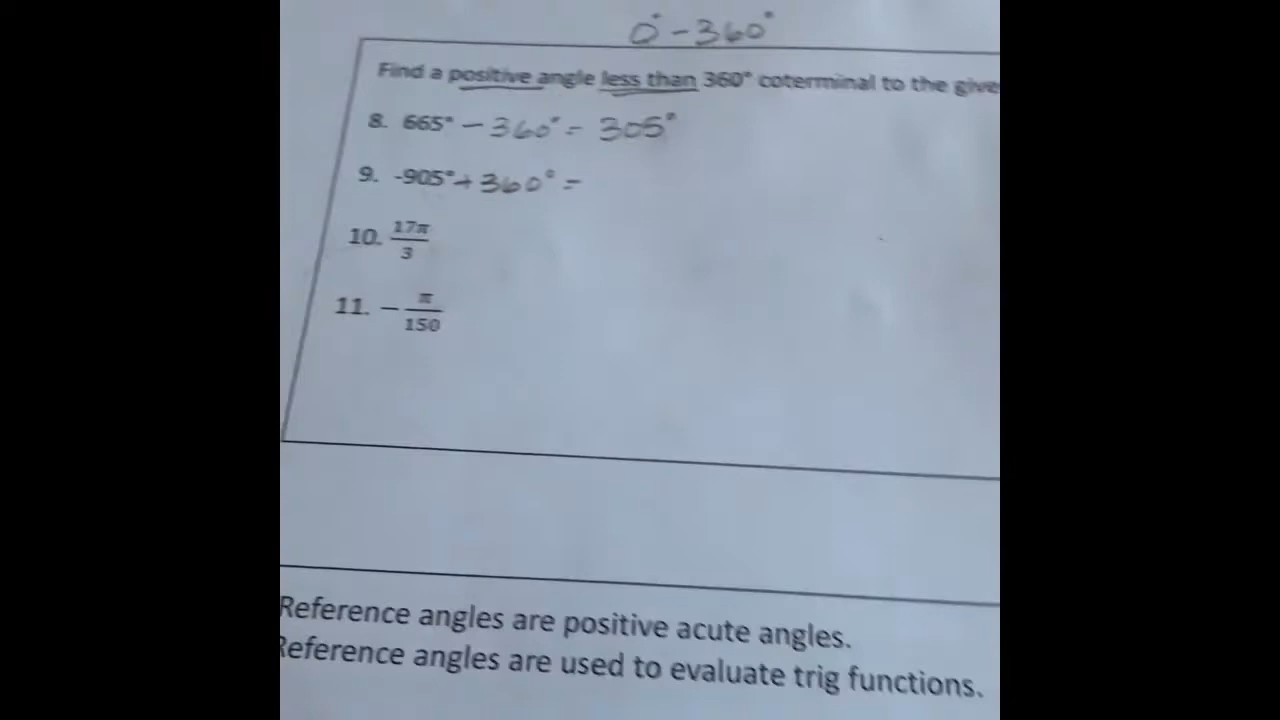 0° - 360°
Find a positive angle less than 360° coterminal to the give
8. 665° - 360° = 305°
9. -905° + 360° =
10. 17π/3
11. - π/150
Reference angles are positive acute angles.
Reference angles are used to evaluate trig functions.